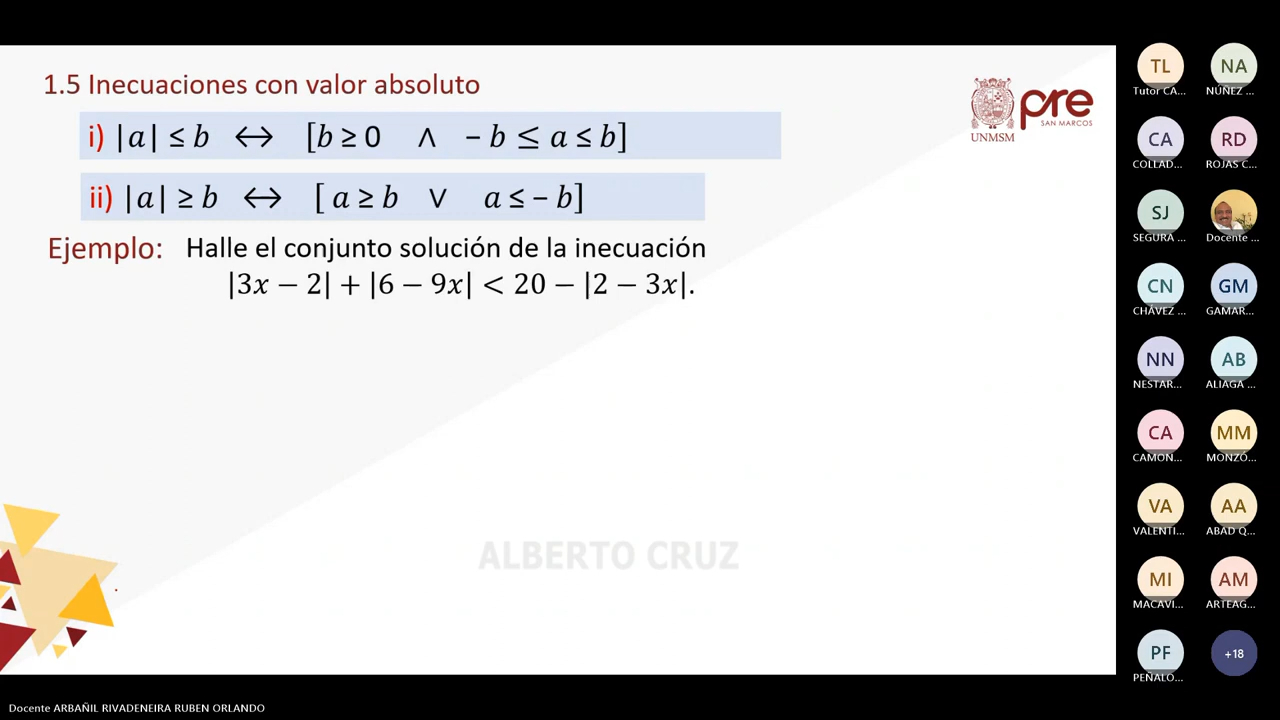 1.5 Inecuaciones con valor absoluto
i) |a| ≤ b ↔ [b ≥ 0 ∧ − b ≤ a ≤ b]
ii) |a| ≥ b ↔ [ a ≥ b ∨ a ≤ − b]
Ejemplo: Halle el conjunto solución de la inecuación
|3x − 2| + |6 − 9x| < 20 − |2 − 3x|.
pre
SAN MARCOS
UNMSM
ALBERTO CRUZ
TL NA
Tutor CA... NÚÑEZ ...
CA RD
COLLAD... ROJAS C...
SJ
SEGURA ... Docente ...
CN GM
CHÁVEZ ... GAMAR...
NN AB
NESTAR... ALIAGA ...
CA MM
CAMON... MONZÓ...
VA AA
VALENTI... ABAD Q...
MI AM
MACAVI... ARTEAG...
PF +18
PEÑALO...
Docente ARBAÑIL RIVADENEIRA RUBEN ORLANDO